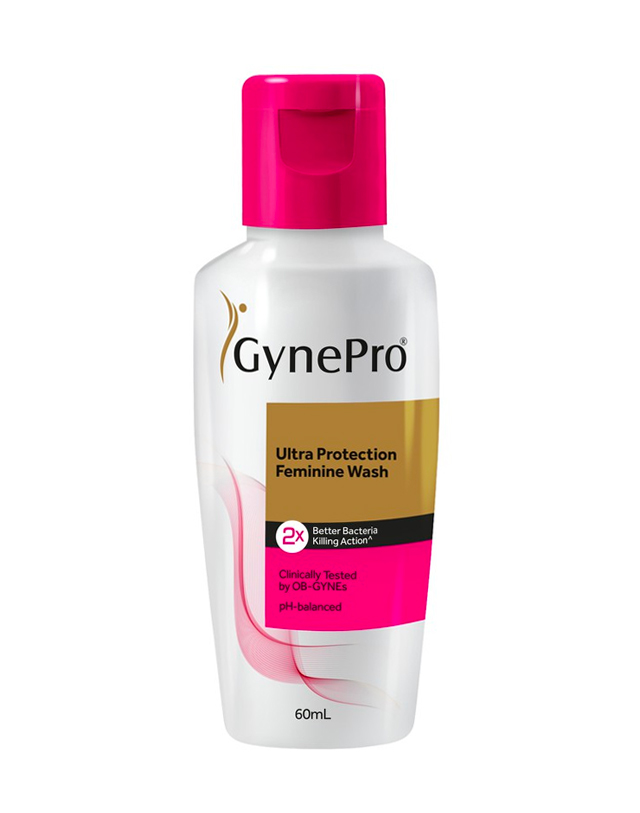 GynePro®
Ultra Protection
Feminine Wash
2x
Better Bacteria
Killing Action^
Clinically Tested
by OB-GYNEs
pH-balanced
60mL